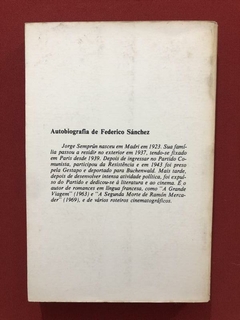 Autobiografia de Federico Sánchez
Jorge Semprún nasceu em Madri em 1923. Sua famí-
lia passou a residir no exterior em 1937, tendo-se fixado
em Paris desde 1939. Depois de ingressar no Partido Co-
munista, participou da Resistência e em 1943 foi preso
pela Gestapo e deportado para Buchenwald. Mais tarde,
depois de desenvolver intensa atividade política, foi expul-
so do Partido e dedicou-se à literatura e ao cinema. É o
autor de romances em língua francesa, como "A Grande
Viagem" (1963) e "A Segunda Morte de Ramón Merca-
der" (1969), e de vários roteiros cinematográficos.